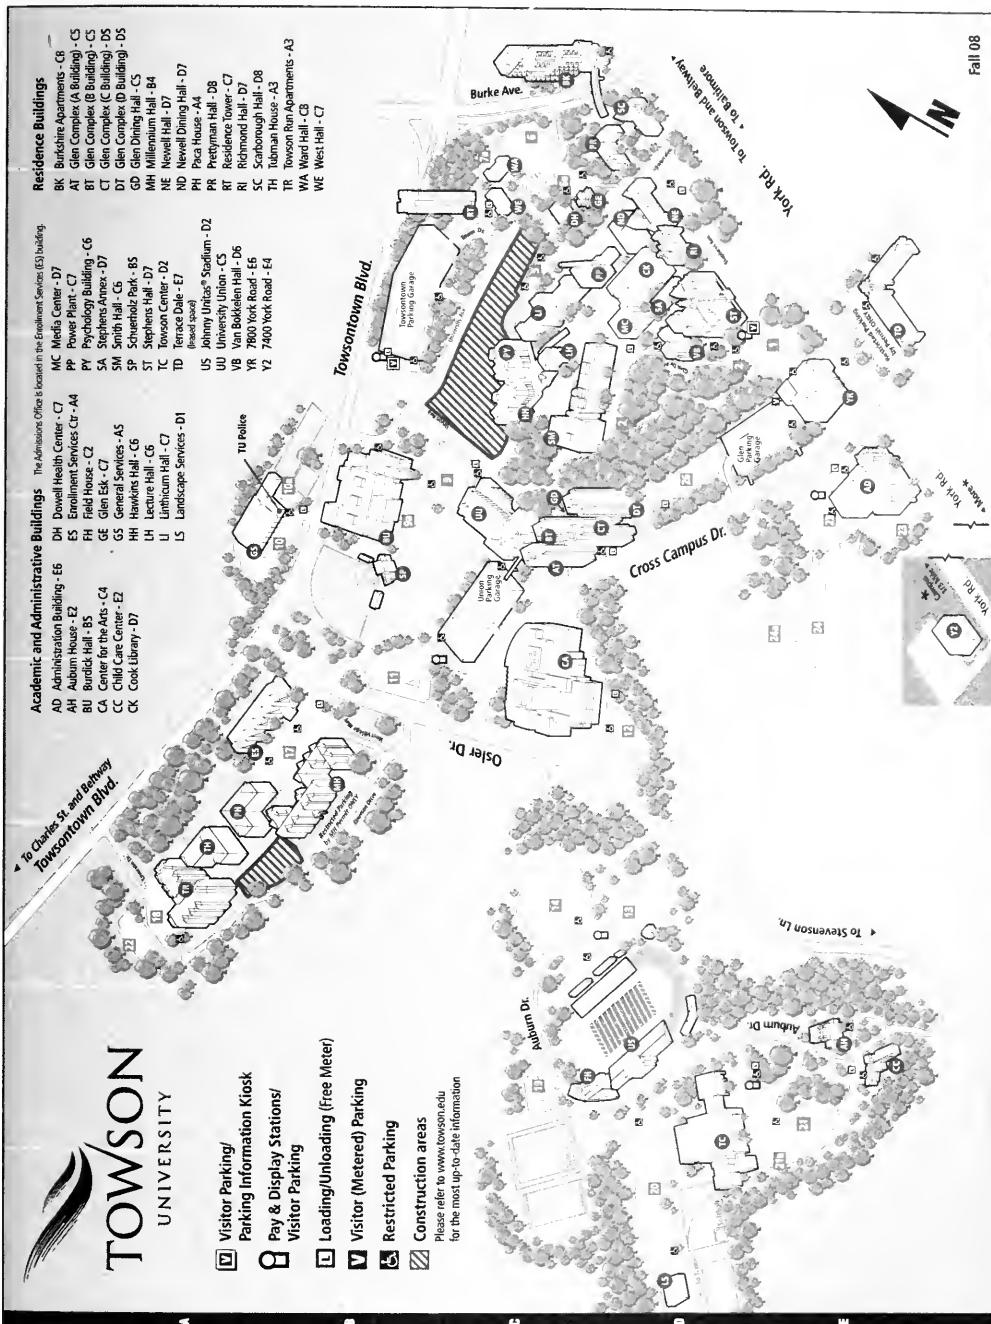 TOWSON
UNIVERSITY
Visitor Parking/
Parking Information Kiosk
Pay & Display Stations/
Visitor Parking
Loading/Unloading (Free Meter)
Visitor (Metered) Parking
Restricted Parking
Construction areas
Please refer to www.towson.edu
for the most up-to-date information
Academic and Administrative Buildings The Admissions Office is located in the Enrollment Services (ES) building.
AD Administration Building - E6
AH Auburn House - E2
BU Burdick Hall - B5
CA Center for the Arts - C4
CC Child Care Center - E2
CK Cook Library - D7
DH Dowell Health Center - C7
ES Enrollment Services Ctr - A4
FH Field House - C2
GE Glen Esk - C7
GS General Services - A5
HH Hawkins Hall - C6
LH Lecture Hall - C6
LI Linthicum Hall - C7
LS Landscape Services - D1
MC Media Center - D7
PP Power Plant - C7
PY Psychology Building - C6
SA Stephens Annex - D7
SM Smith Hall - C6
SP Schuerholz Park - B5
ST Stephens Hall - D7
TC Towson Center - D2
TD Terrace Dale - E7
(leased space)
US Johnny Unitas® Stadium - D2
UU University Union - C5
VB Van Bokkelen Hall - D6
YR 7800 York Road - E6
Y2 7400 York Road - E4
Residence Buildings
BK Burkshire Apartments - C8
AT Glen Complex (A Building) - C5
BT Glen Complex (B Building) - C5
CT Glen Complex (C Building) - D5
DT Glen Complex (D Building) - D5
GD Glen Dining Hall - C5
MH Millennium Hall - B4
NE Newell Hall - D7
ND Newell Dining Hall - D7
PH Paca House - A4
PR Prettyman Hall - D8
RT Residence Tower - C7
RI Richmond Hall - D7
SC Scarborough Hall - D8
TH Tubman House - A3
TR Towson Run Apartments - A3
WA Ward Hall - C8
WE West Hall - C7
◄ To Charles St. and Beltway
Towsontown Blvd.
Towsontown Blvd.
TU Police
Towsontown
Parking Garage
Burke Ave.
◄ To Towson and Beltway
To Baltimore ►
York Rd.
Union
Parking
Garage
Glen
Parking
Garage
Cross Campus Dr.
Osler Dr.
Auburn Dr.
Auburn Dr.
To Stevenson Ln. ►
York Rd.
◄ More *
York Rd.
A
B
C
D
E
N
Fall 08